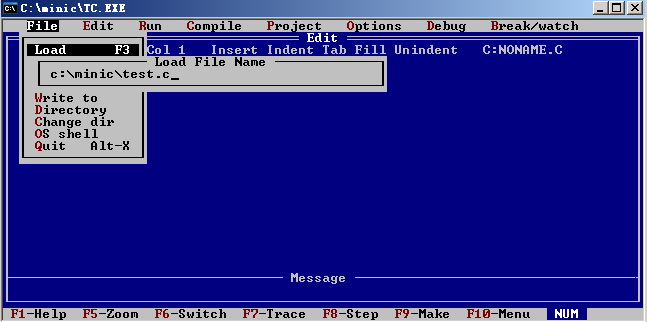 C:\minic\TC.EXE
File Edit Run Compile Project Options Debug Break/watch
Edit
Load F3 Col 1 Insert Indent Tab Fill Unindent C:NONAME.C
Load File Name
c:\minic\test.c_
Write to
Directory
Change dir
OS shell
Quit Alt-X
Message
F1-Help F5-Zoom F6-Switch F7-Trace F8-Step F9-Make F10-Menu NUM